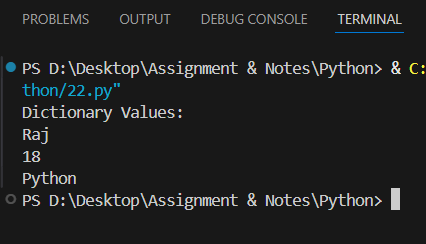 PROBLEMS OUTPUT DEBUG CONSOLE TERMINAL
PS D:\Desktop\Assignment & Notes\Python> & C:
thon/22.py"
Dictionary Values:
Raj
18
Python
PS D:\Desktop\Assignment & Notes\Python>